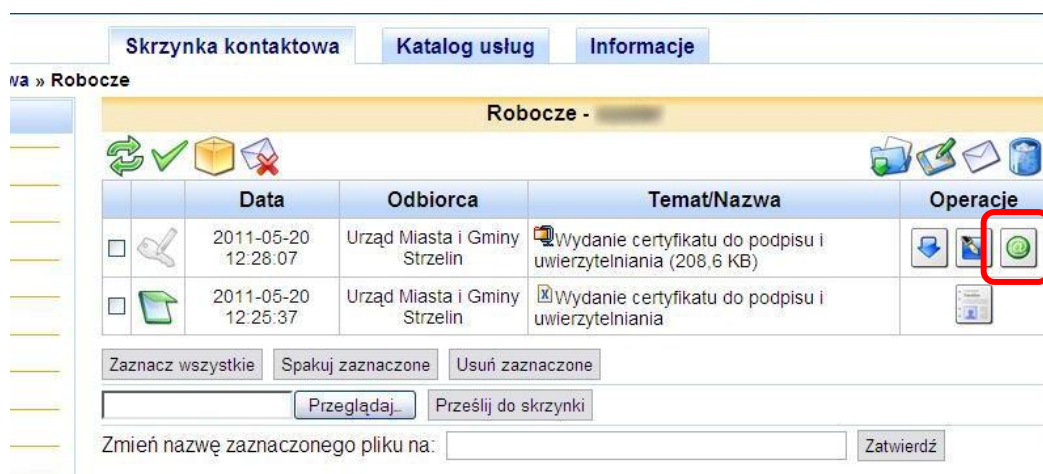 Skrzynka kontaktowa Katalog usług Informacje
wa » Robocze
Robocze -
Data Odbiorca Temat/Nazwa Operacje
2011-05-20 Urząd Miasta i Gminy Wydanie certyfikatu do podpisu i
12:28:07 Strzelin uwierzytelniania (208,6 KB)
2011-05-20 Urząd Miasta i Gminy Wydanie certyfikatu do podpisu i
12:25:37 Strzelin uwierzytelniania
Zaznacz wszystkie Spakuj zaznaczone Usuń zaznaczone
Przeglądaj... Prześlij do skrzynki
Zmień nazwę zaznaczonego pliku na: Zatwierdź